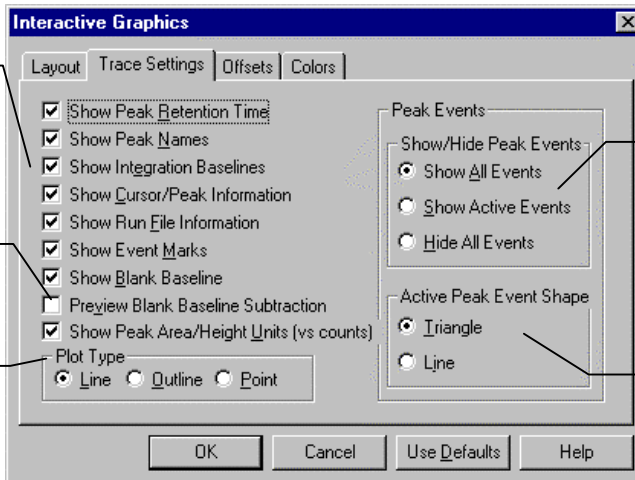 Interactive Graphics
Layout
Trace Settings
Offsets
Colors
Show Peak Retention Time
Show Peak Names
Show Integration Baselines
Show Cursor/Peak Information
Show Run File Information
Show Event Marks
Show Blank Baseline
Preview Blank Baseline Subtraction
Show Peak Area/Height Units (vs counts)
Plot Type
Line
Outline
Point
Peak Events
Show/Hide Peak Events
Show All Events
Show Active Events
Hide All Events
Active Peak Event Shape
Triangle
Line
OK
Cancel
Use Defaults
Help